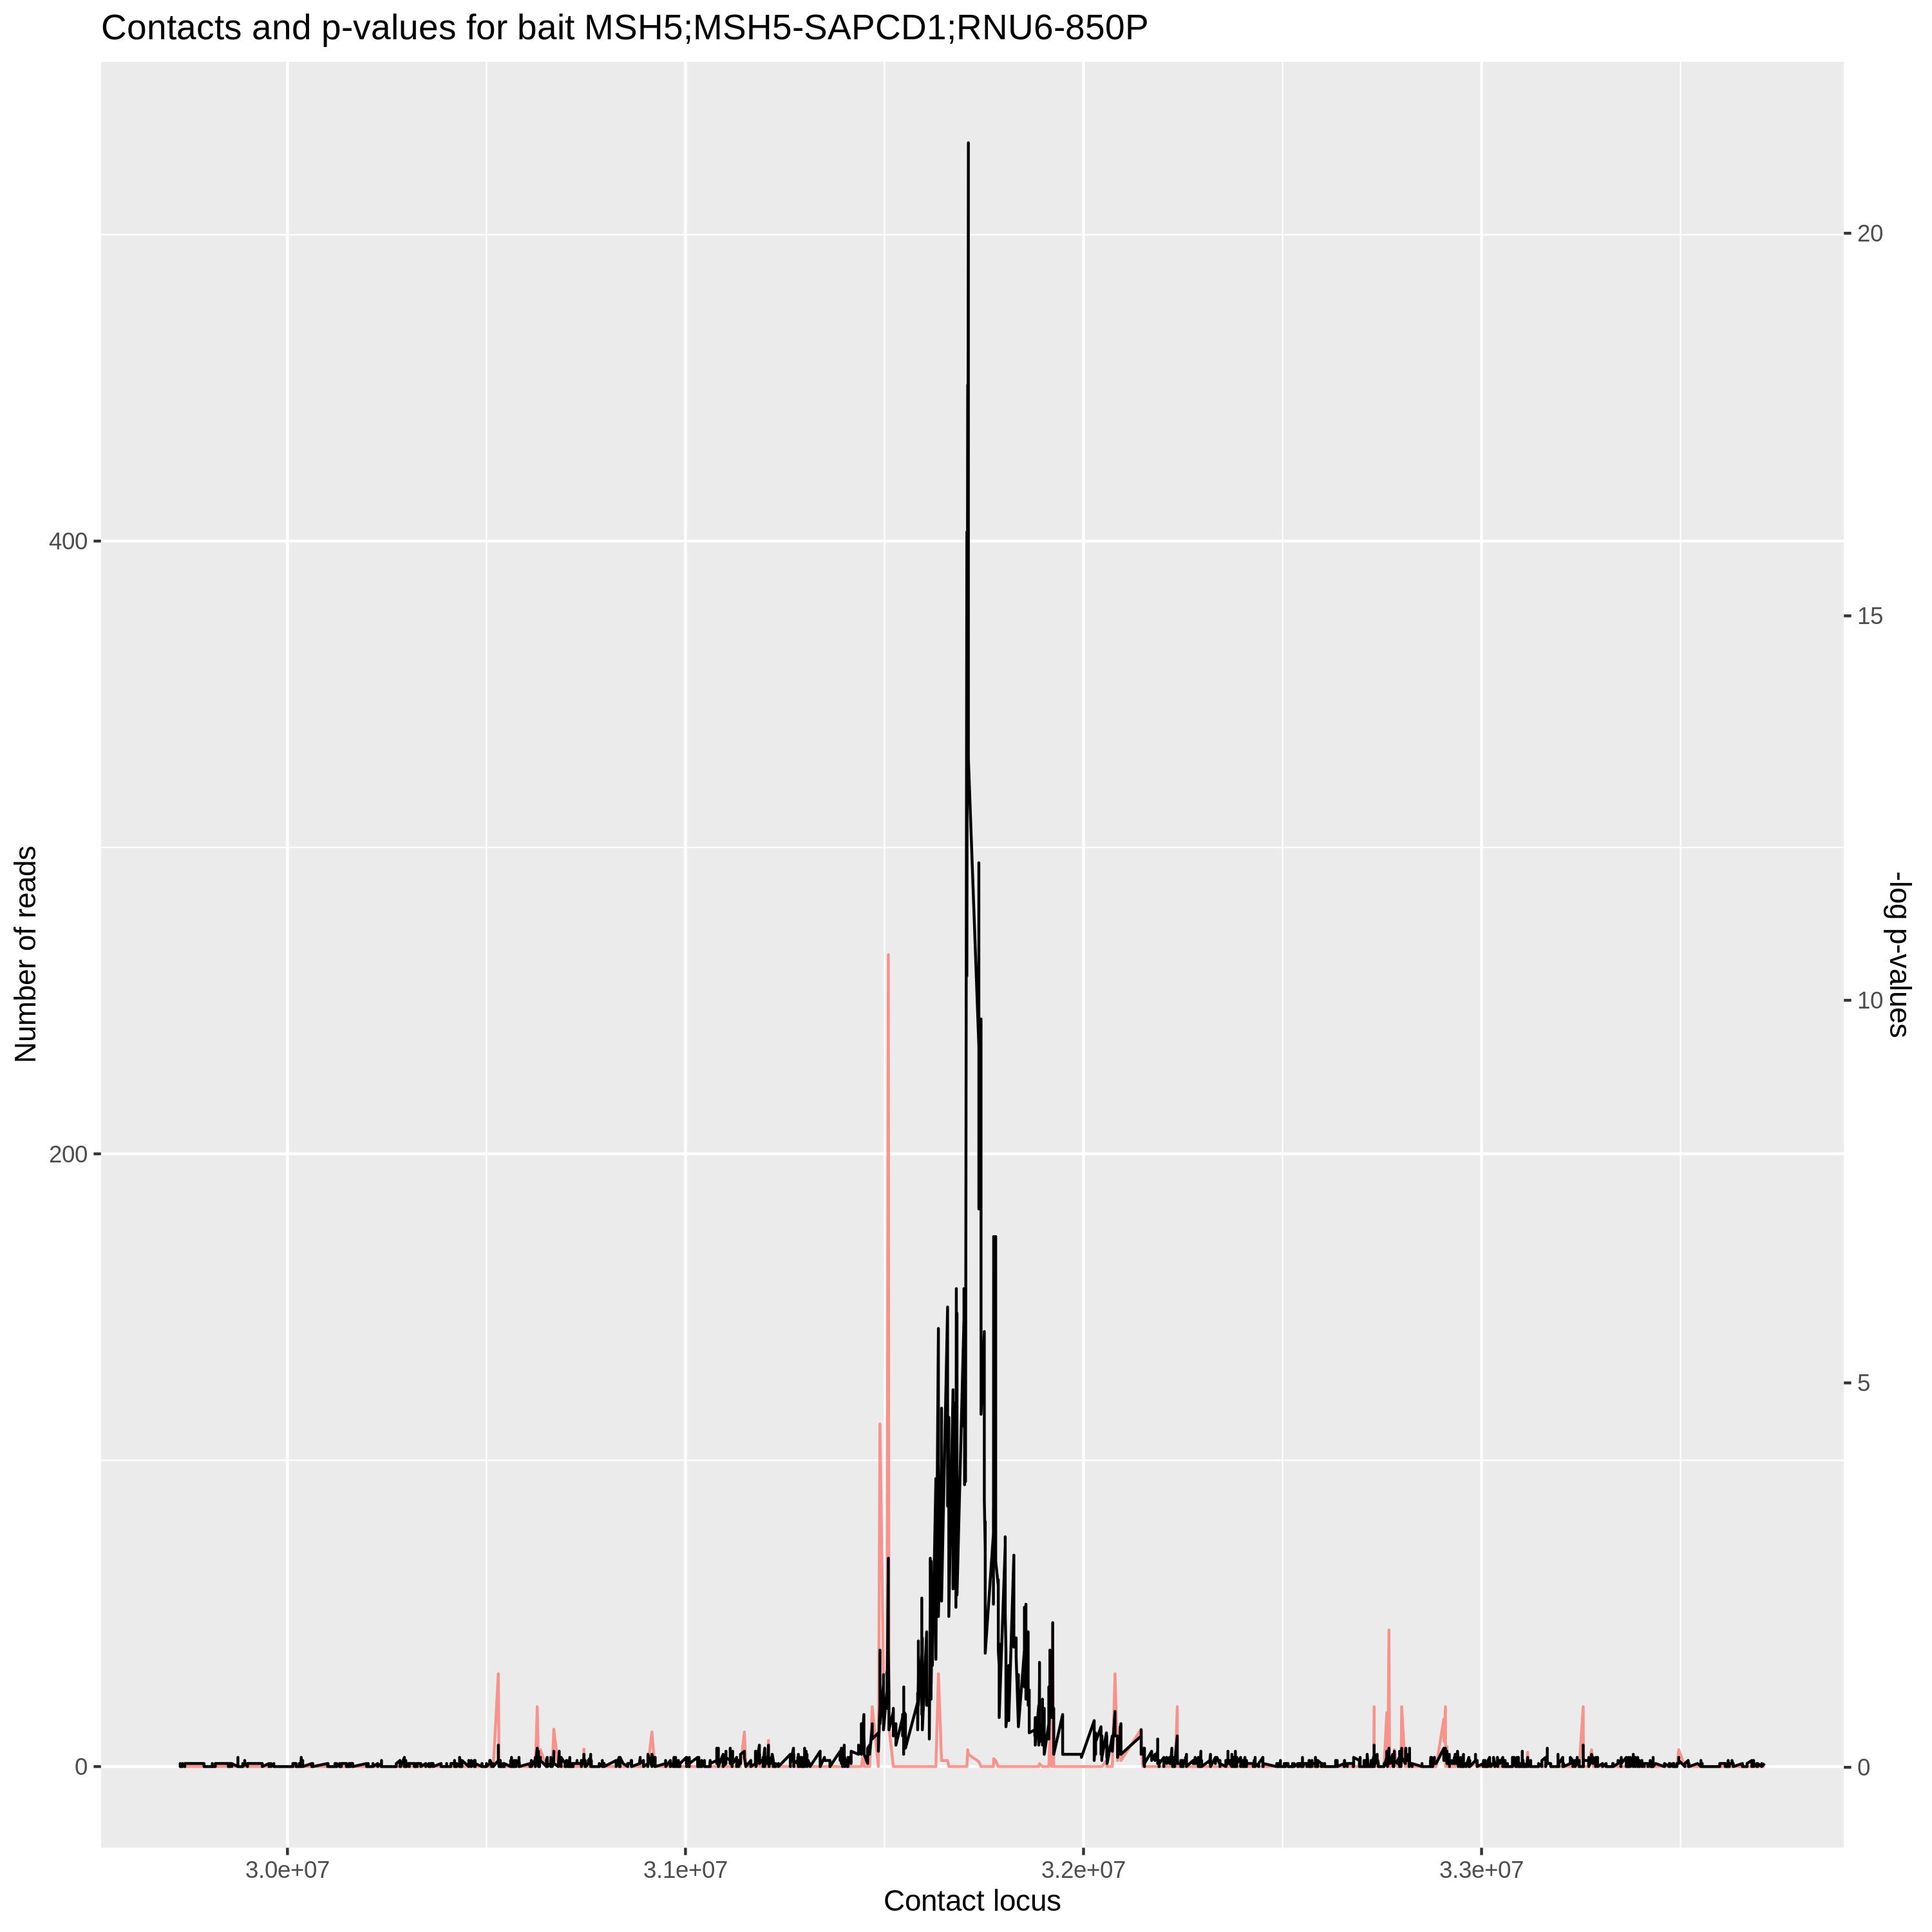 Contacts and p-values for bait MSH5;MSH5-SAPCD1;RNU6-850P
Number of reads
400
200
0
20
15
10
5
0
-log p-values
3.0e+07
3.1e+07
3.2e+07
3.3e+07
Contact locus